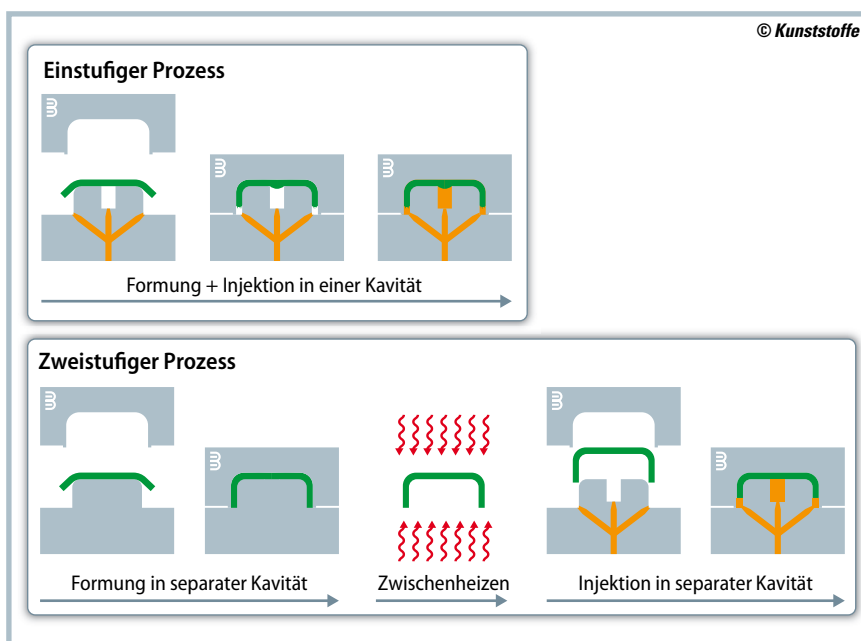 © Kunststoffe
Einstufiger Prozess
Formung + Injektion in einer Kavität
Zweistufiger Prozess
Formung in separater Kavität
Zwischenheizen
Injektion in separater Kavität